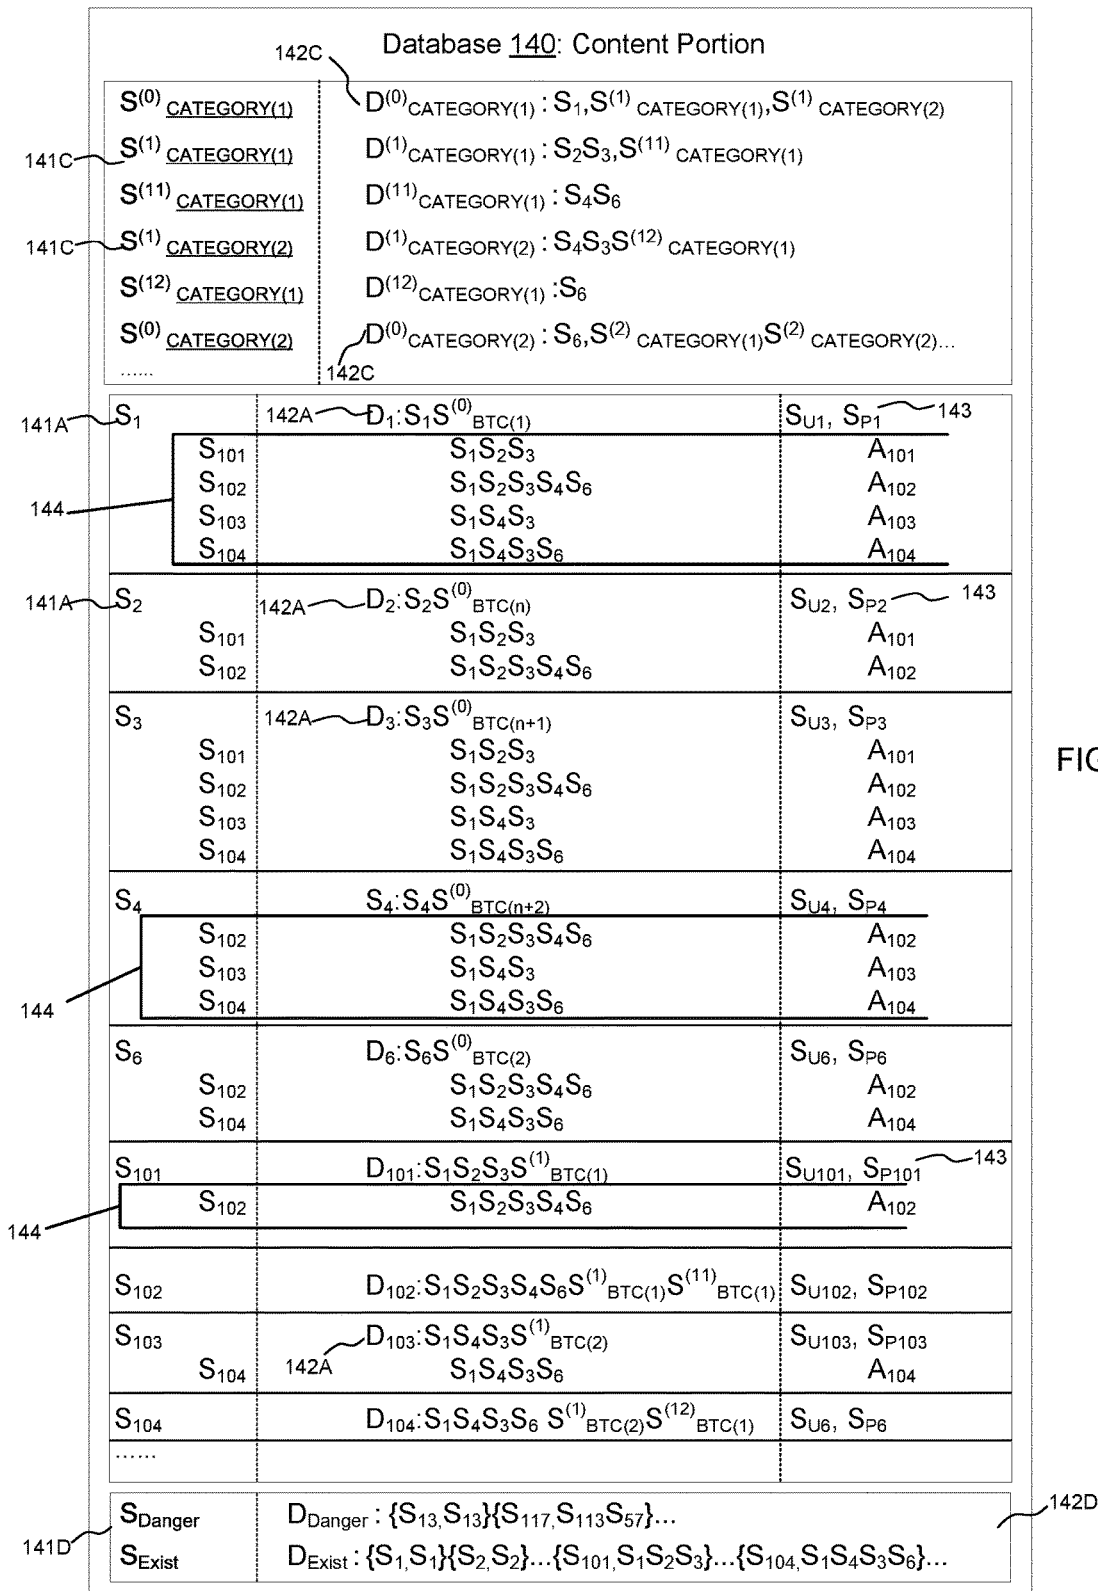 Database 140: Content Portion
142C
S(0) CATEGORY(1) D(0)CATEGORY(1) : S1,S(1) CATEGORY(1),S(1) CATEGORY(2)
141C S(1) CATEGORY(1) D(1)CATEGORY(1) : S2S3,S(11) CATEGORY(1)
S(11) CATEGORY(1) D(11)CATEGORY(1) : S4S6
141C S(1) CATEGORY(2) D(1)CATEGORY(2) : S4S3S(12) CATEGORY(1)
S(12) CATEGORY(1) D(12)CATEGORY(1) :S6
S(0) CATEGORY(2) D(0)CATEGORY(2) : S6,S(2) CATEGORY(1)S(2) CATEGORY(2)...
...... 142C
141A S1 142A D1:S1S(0)BTC(1) SU1, SP1 143
S101 S1S2S3 A101
144 S102 S1S2S3S4S6 A102
S103 S1S4S3 A103
S104 S1S4S3S6 A104
141A S2 142A D2:S2S(0)BTC(n) SU2, SP2 143
S101 S1S2S3 A101
S102 S1S2S3S4S6 A102
S3 142A D3:S3S(0)BTC(n+1) SU3, SP3
S101 S1S2S3 A101
FIG
S102 S1S2S3S4S6 A102
S103 S1S4S3 A103
S104 S1S4S3S6 A104
S4 S4:S4S(0)BTC(n+2) SU4, SP4
S102 S1S2S3S4S6 A102
S103 S1S4S3 A103
144 S104 S1S4S3S6 A104
S6 D6:S6S(0)BTC(2) SU6, SP6
S102 S1S2S3S4S6 A102
S104 S1S4S3S6 A104
S101 D101:S1S2S3S(1)BTC(1) SU101, SP101 143
144 S102 S1S2S3S4S6 A102
S102 D102:S1S2S3S4S6S(1)BTC(1)S(11)BTC(1) SU102, SP102
S103 D103:S1S4S3S(1)BTC(2) SU103, SP103
S104 142A S1S4S3S6 A104
S104 D104:S1S4S3S6 S(1)BTC(2)S(12)BTC(1) SU6, SP6
......
SDanger DDanger : {S13,S13}{S117,S113S57}... 142D
141D SExist DExist : {S1,S1}{S2,S2}...{S101,S1S2S3}...{S104,S1S4S3S6}...